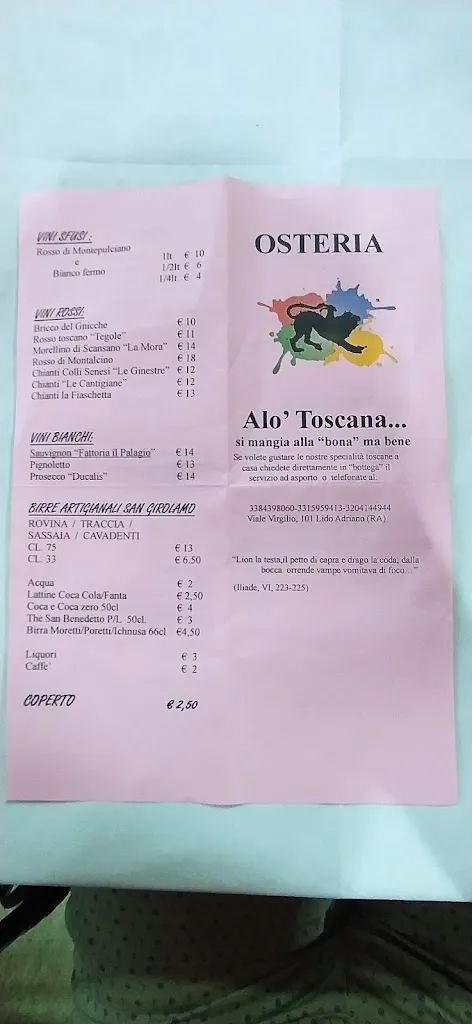 VINI SFUSI :
Rosso di Montepulciano
e
Bianco fermo
1lt € 10
1/2lt € 6
1/4lt € 4
VINI ROSSI:
Bricco del Gnicche € 10
Rosso toscano "Tegole" € 11
Morellino di Scansano "La Mora" € 14
Rosso di Montalcino € 18
Chianti Colli Senesi "Le Ginestre" € 12
Chianti "Le Cantigiane" € 12
Chianti la Fiaschetta € 13
VINI BIANCHI:
Sauvignon "Fattoria il Palagio" € 14
Pignoletto € 13
Prosecco "Ducalis" € 14
BIRRE ARTIGIANALI SAN GIROLAMO
ROVINA / TRACCIA /
SASSAIA / CAVADENTI
CL. 75 € 13
CL. 33 € 6.50
Acqua € 2
Lattine Coca Cola/Fanta € 2,50
Coca e Coca zero 50cl € 4
The San Benedetto P/L 50cl. € 3
Birra Moretti/Poretti/Ichnusa 66cl €4,50
Liquori € 3
Caffe' € 2
COPERTO € 2,50
OSTERIA
Alo' Toscana...
si mangia alla "bona" ma bene
Se volete gustare le nostre specialità toscane a
casa chiedete direttamente in "bottega" il
servizio ad asporto o telefonate al.
3384398060-3315959413-3204144944
Viale Virgilio, 101 Lido Adriano (RA)
"Lion la testa,il petto di capra e drago la coda; dalla
bocca orrende vampe vomitava di foco..."
(Iliade, VI, 223-225)